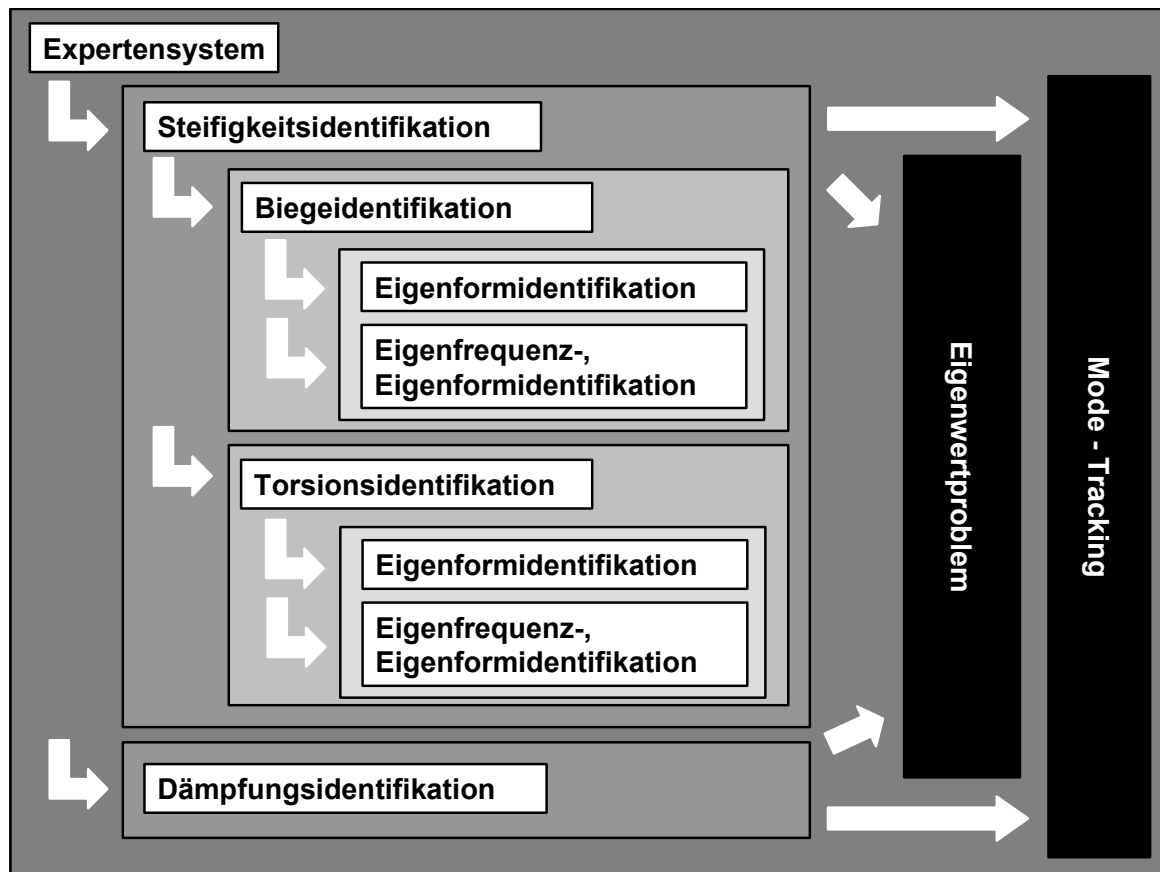 Expertensystem
Steifigkeitsidentifikation
Biegeidentifikation
Eigenformidentifikation
Eigenfrequenz-,
Eigenformidentifikation
Torsionsidentifikation
Eigenformidentifikation
Eigenfrequenz-,
Eigenformidentifikation
Dämpfungsidentifikation
Eigenwertproblem
Mode - Tracking